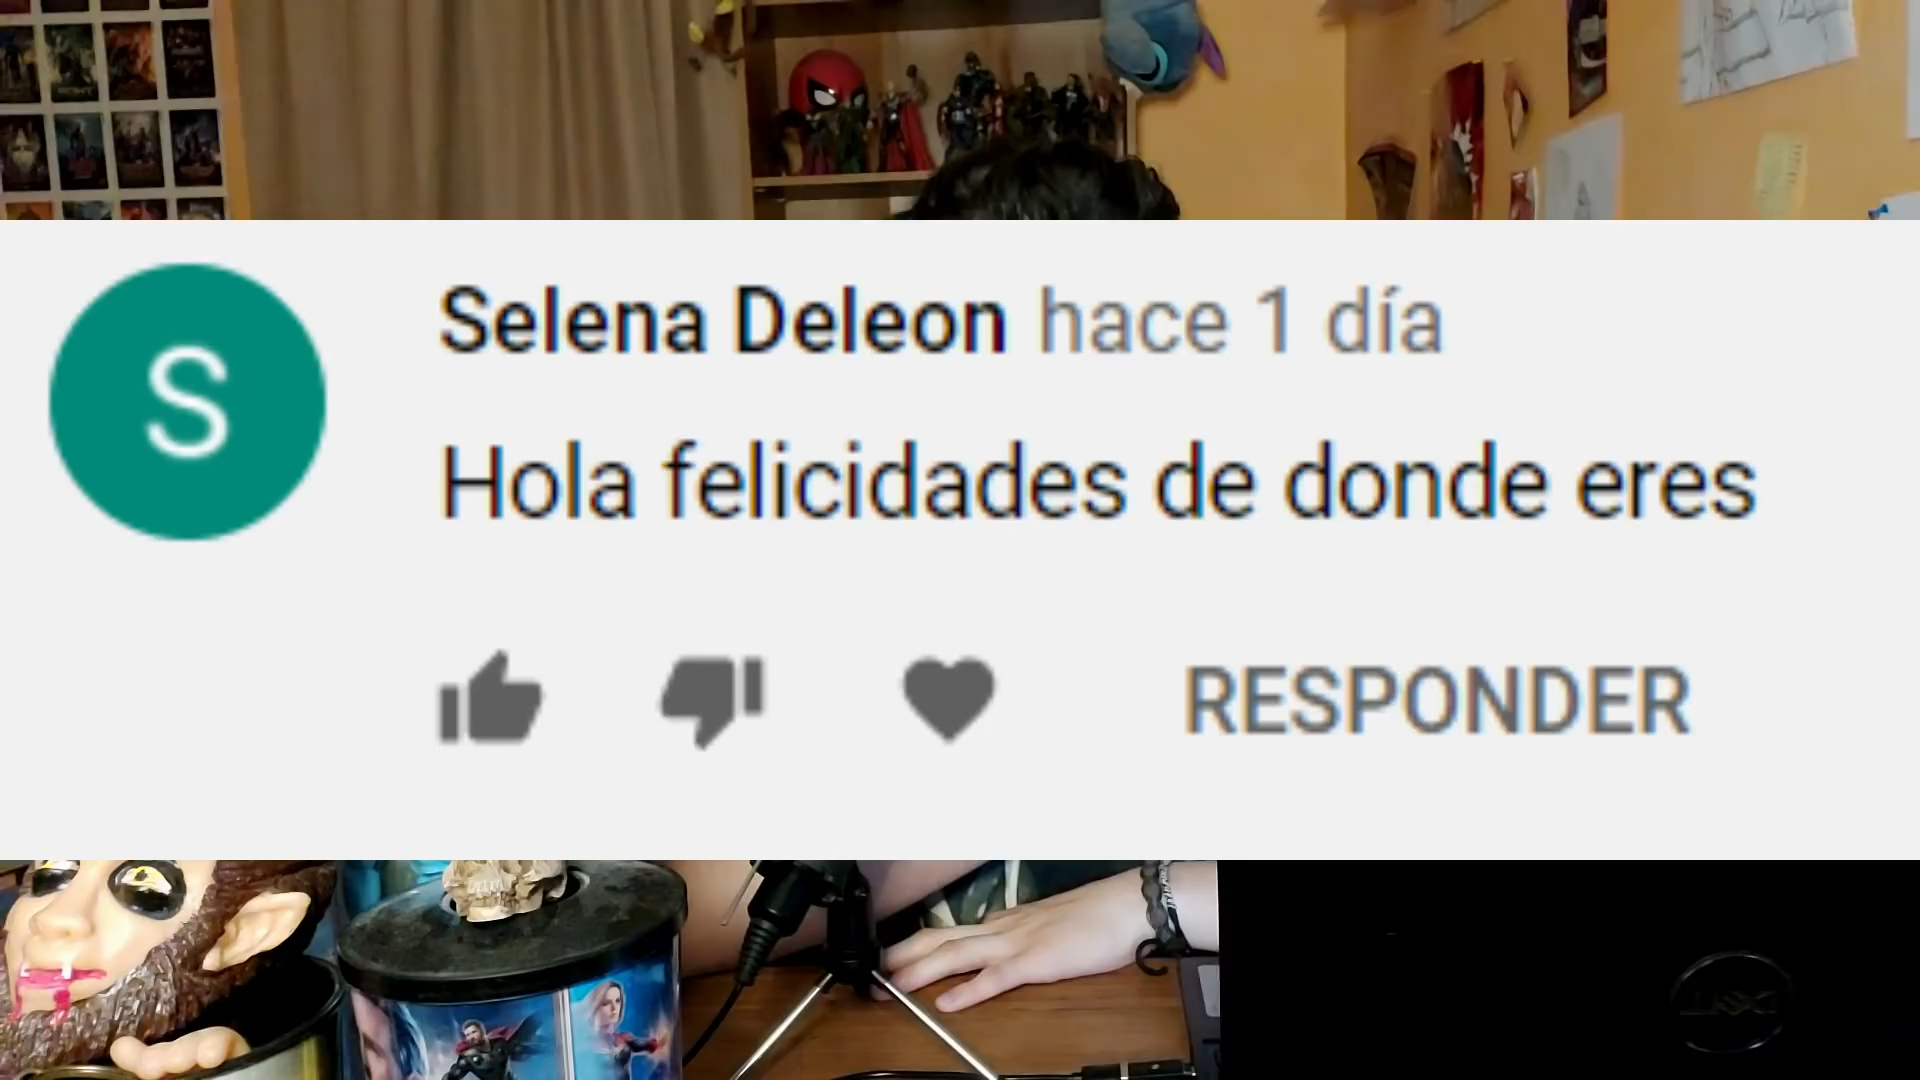 S
Selena Deleon hace 1 día
Hola felicidades de donde eres
RESPONDER